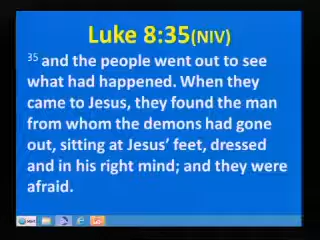 Luke 8:35(NIV)
35 and the people went out to see
what had happened. When they
came to Jesus, they found the man
from whom the demons had gone
out, sitting at Jesus' feet, dressed
and in his right mind; and they were
afraid.